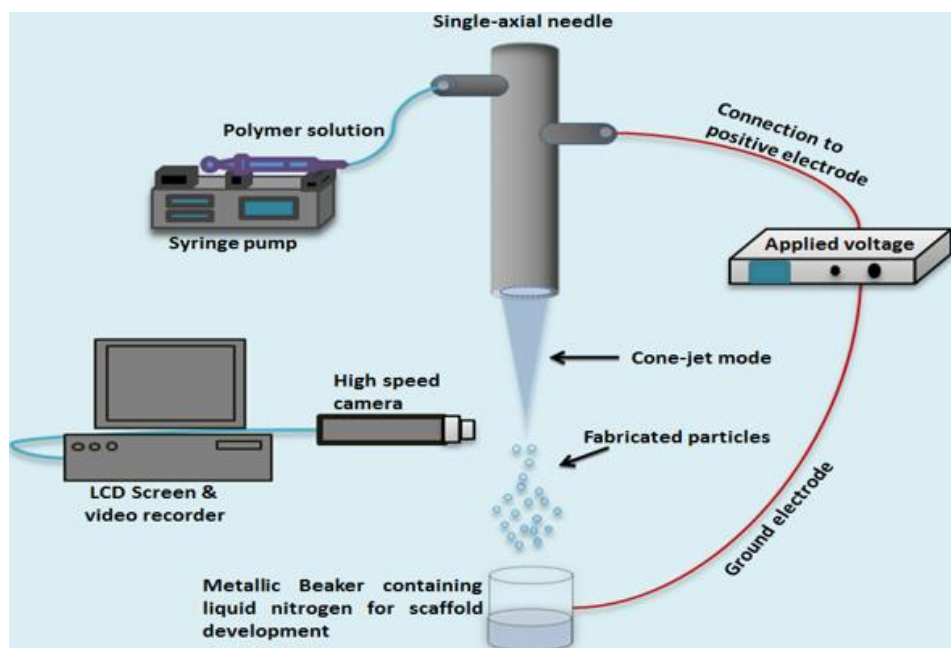 Single-axial needle
Polymer solution
Syringe pump
Connection to
positive electrode
Applied voltage
Cone-jet mode
High speed
camera
Fabricated particles
LCD Screen &
video recorder
Ground electrode
Metallic Beaker containing
liquid nitrogen for scaffold
development